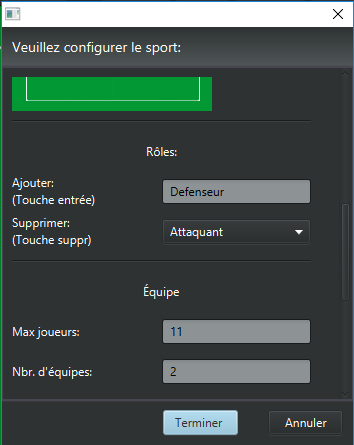 Veuillez configurer le sport:
Rôles:
Ajouter:
(Touche entrée)
Defenseur
Supprimer:
(Touche suppr)
Attaquant
Équipe
Max joueurs:
11
Nbr. d'équipes:
2
Terminer
Annuler